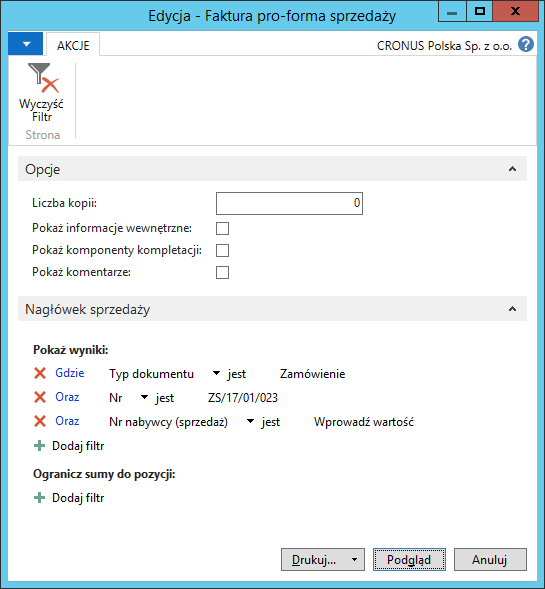 Edycja - Faktura pro-forma sprzedaży
AKCJE
CRONUS Polska Sp. z o.o.
?
Wyczyść
Filtr
Strona
Opcje
Liczba kopii: 0
Pokaż informacje wewnętrzne:
Pokaż komponenty kompletacji:
Pokaż komentarze:
Nagłówek sprzedaży
Pokaż wyniki:
Gdzie Typ dokumentu jest Zamówienie
Oraz Nr jest ZS/17/01/023
Oraz Nr nabywcy (sprzedaż) jest Wprowadź wartość
Dodaj filtr
Ogranicz sumy do pozycji:
Dodaj filtr
Drukuj... Podgląd Anuluj